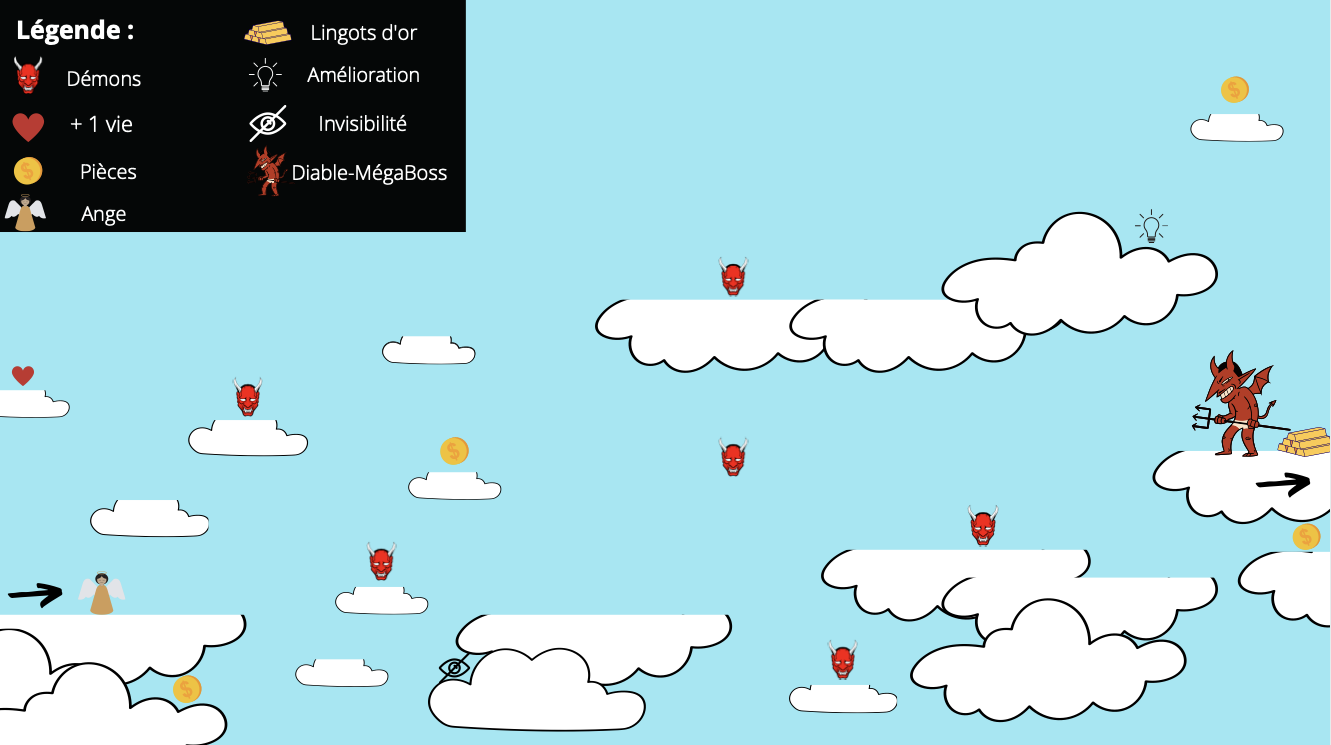 Légende :
Démons
+ 1 vie
Pièces
Ange
Lingots d'or
Amélioration
Invisibilité
Diable-MégaBoss